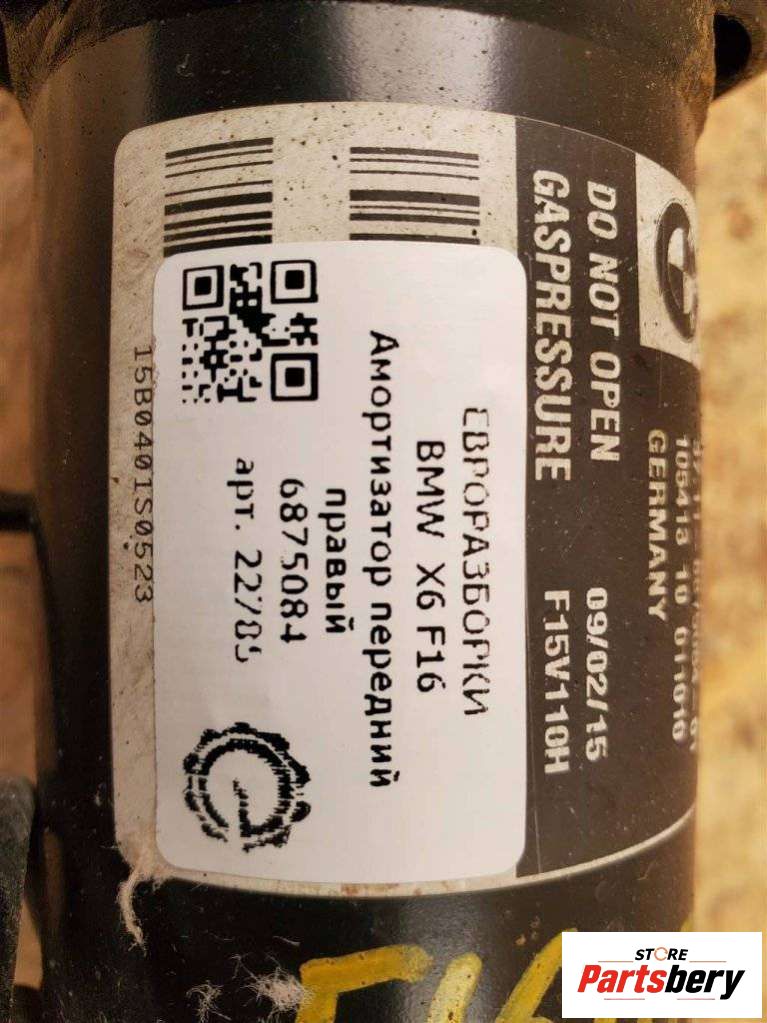 ЕВРОРАЗБОРКИ
BMW X6 F16
Амортизатор передний
правый
6875084
арт.
GERMANY
DO NOT OPEN 09/02/15
GASPRESSURE F15V110H
15B0401S0523
STORE
Partsbery